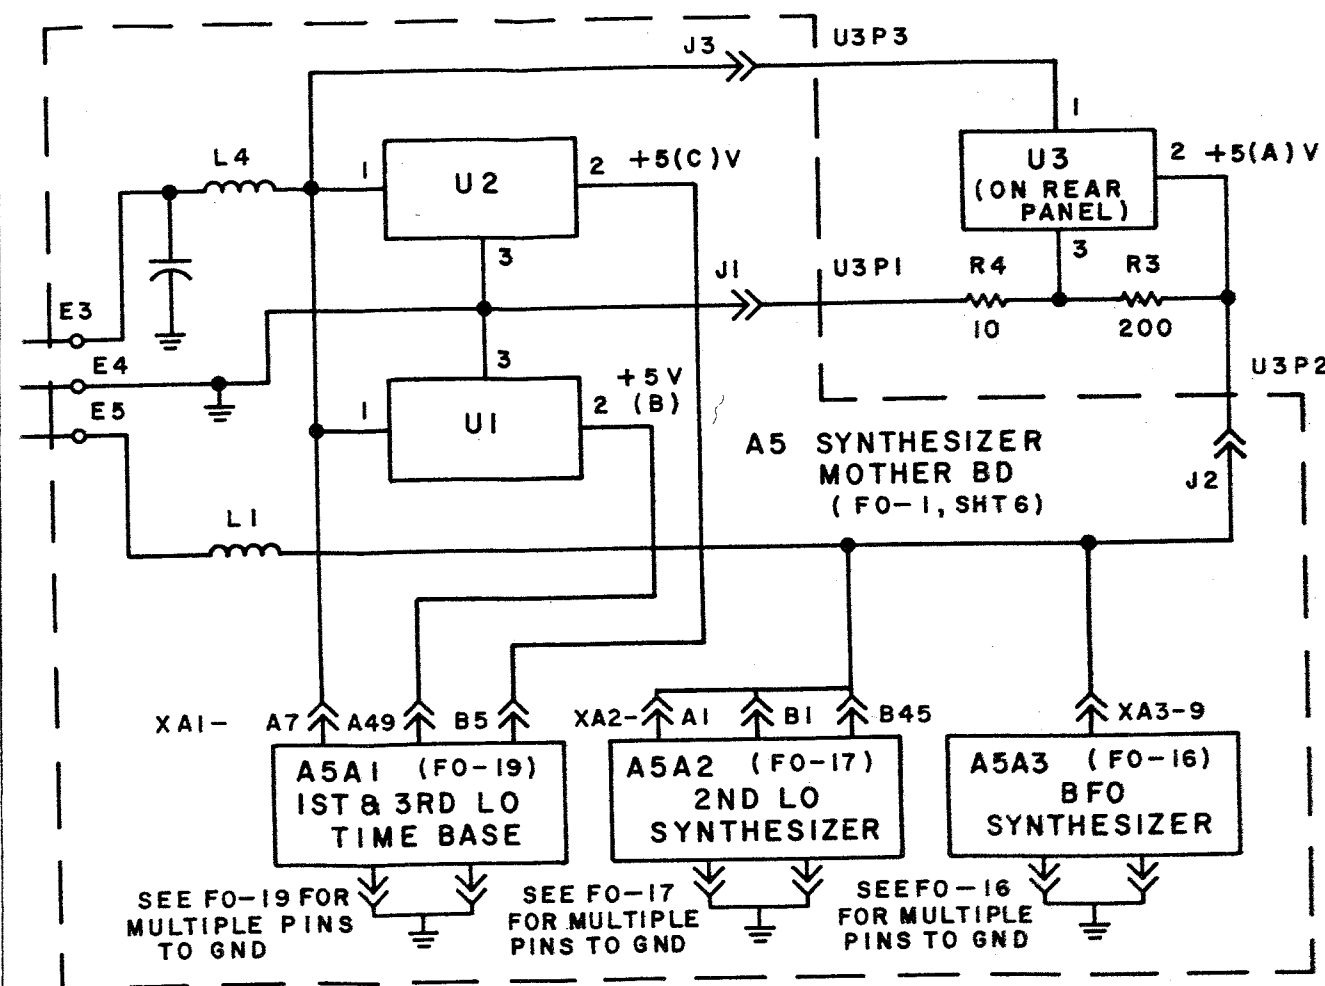 J3
U3P3
1
L4
1
U2
2 +5(C)V
U3
(ON REAR
PANEL)
2 +5(A)V
3
3
J1
U3P1
R4
R3
10
200
E3
E4
E5
3
+5V
2 (B)
1
U1
U3P2
A5 SYNTHESIZER
MOTHER BD
(FO-1, SHT 6)
J2
L1
XA1-
A7
A49
B5
XA2-
A1
B1
B45
XA3-9
A5A1 (FO-19)
1ST & 3RD LO
TIME BASE
A5A2 (FO-17)
2ND LO
SYNTHESIZER
A5A3 (FO-16)
BFO
SYNTHESIZER
SEE FO-19 FOR
MULTIPLE PINS
TO GND
SEE FO-17
FOR MULTIPLE
PINS TO GND
SEE FO-16
FOR MULTIPLE
PINS TO GND